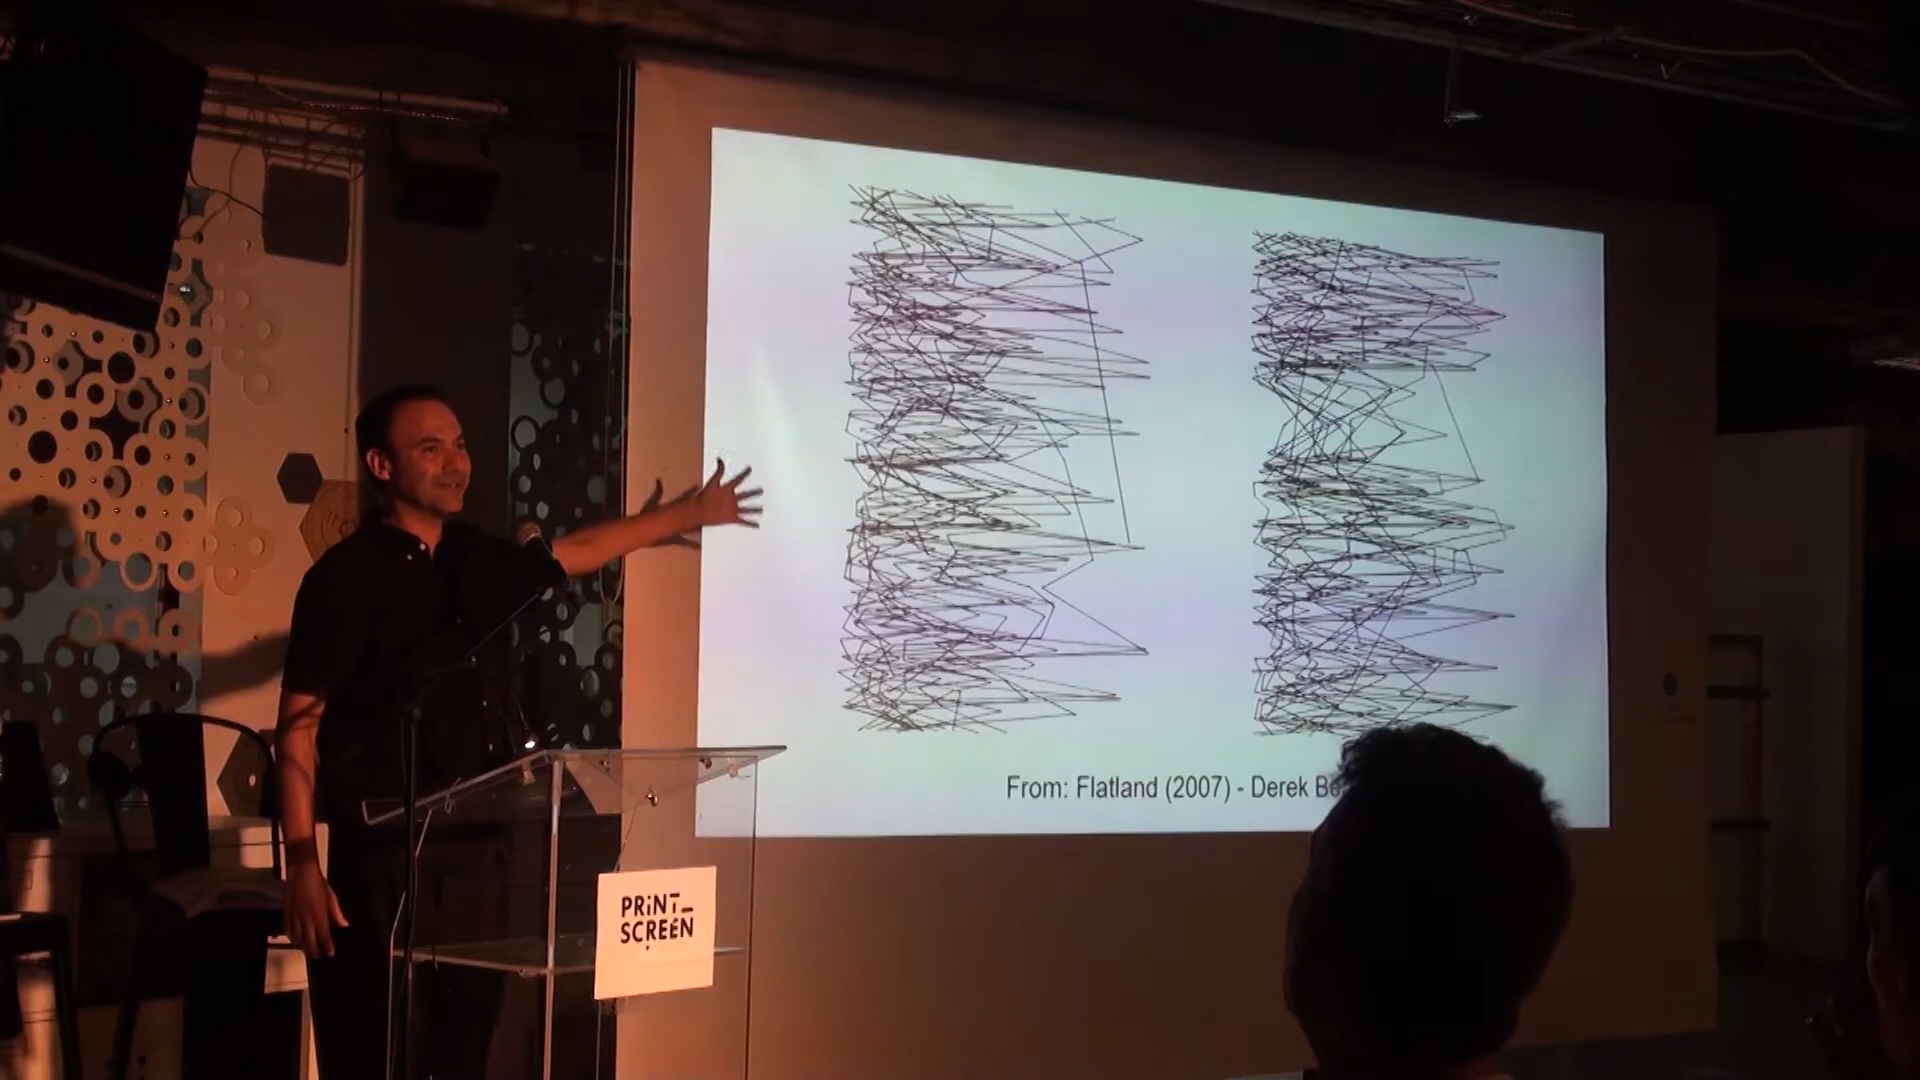 From: Flatland (2007) - Derek
PRINT_
SCREEN